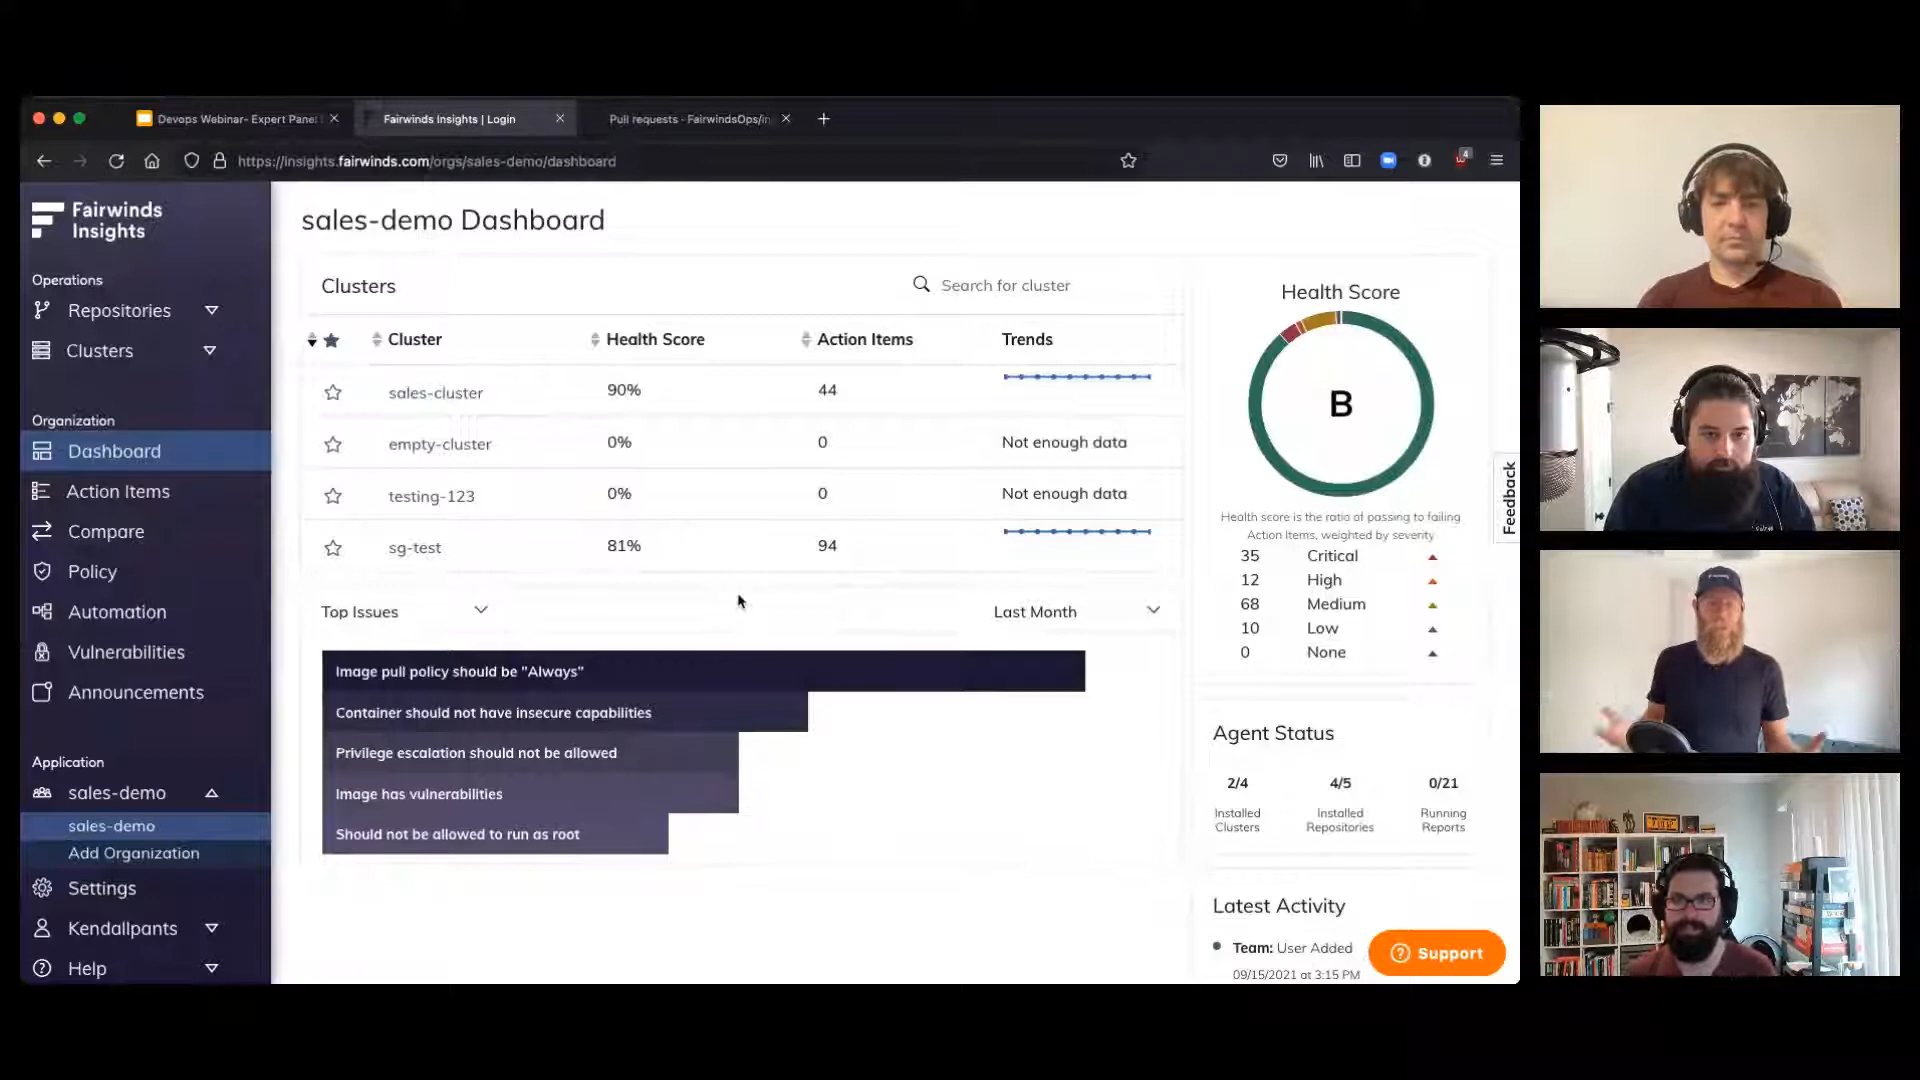 Devops Webinar- Expert Panel
Fairwinds Insights | Login
Pull requests · FairwindsOps/in
https://insights.fairwinds.com/orgs/sales-demo/dashboard
4
Fairwinds
Insights
Operations
Repositories
Clusters
Organization
Dashboard
Action Items
Compare
Policy
Automation
Vulnerabilities
Announcements
Application
sales-demo
sales-demo
Add Organization
Settings
Kendallpants
Help
sales-demo Dashboard
Clusters
Search for cluster
Cluster Health Score Action Items Trends
sales-cluster 90% 44
empty-cluster 0% 0 Not enough data
testing-123 0% 0 Not enough data
sg-test 81% 94
Top Issues Last Month
Image pull policy should be "Always"
Container should not have insecure capabilities
Privilege escalation should not be allowed
Image has vulnerabilities
Should not be allowed to run as root
Health Score
B
Health score is the ratio of passing to failing
Action Items, weighted by severity
35 Critical
12 High
68 Medium
10 Low
0 None
Agent Status
2/4 4/5 0/21
Installed Installed Running
Clusters Repositories Reports
Latest Activity
Team: User Added
09/15/2021 at 3:15 PM
Support
Feedback